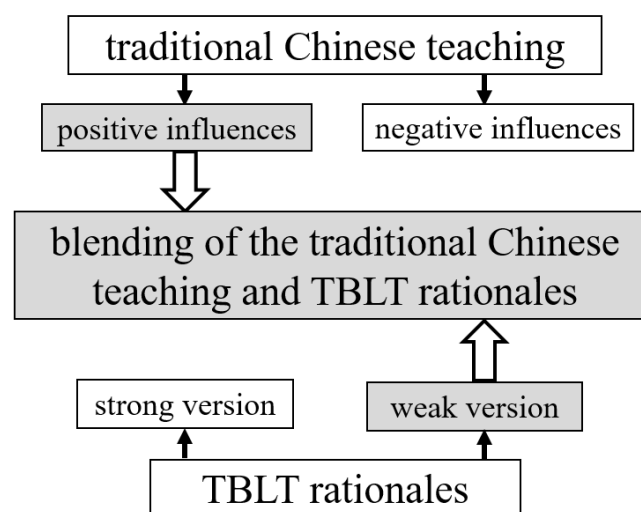 traditional Chinese teaching
positive influences
negative influences
blending of the traditional Chinese
teaching and TBLT rationales
strong version
weak version
TBLT rationales